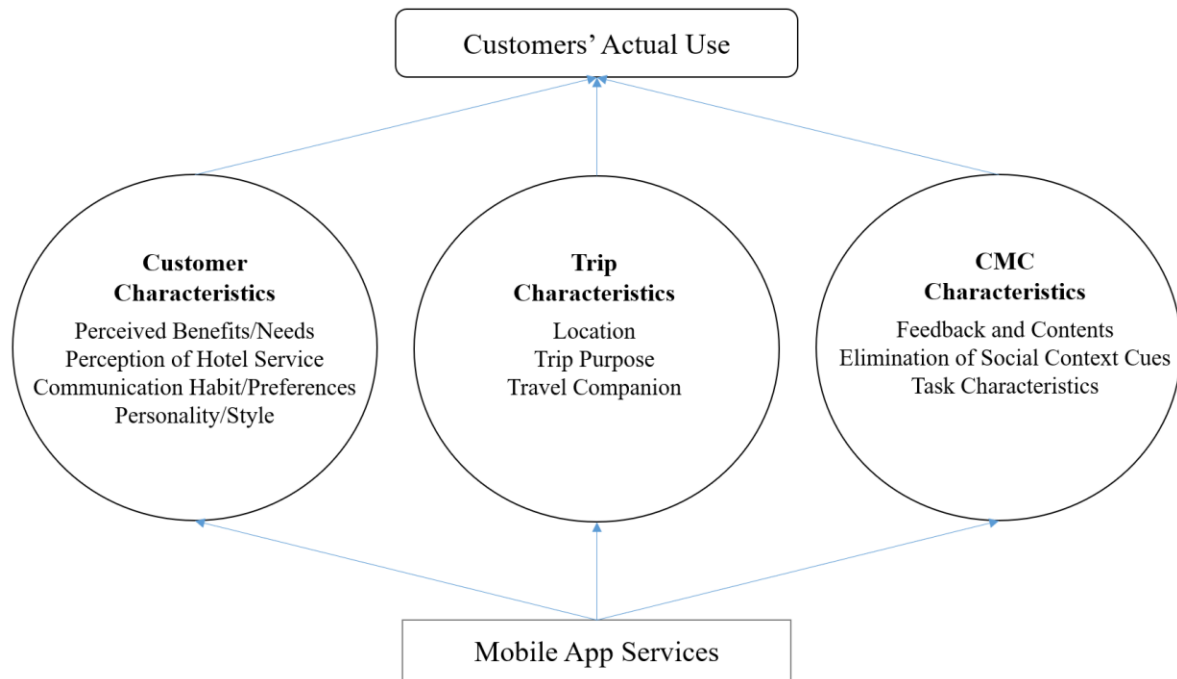 Customers' Actual Use
Customer
Characteristics
Perceived Benefits/Needs
Perception of Hotel Service
Communication Habit/Preferences
Personality/Style
Trip
Characteristics
Location
Trip Purpose
Travel Companion
CMC
Characteristics
Feedback and Contents
Elimination of Social Context Cues
Task Characteristics
Mobile App Services